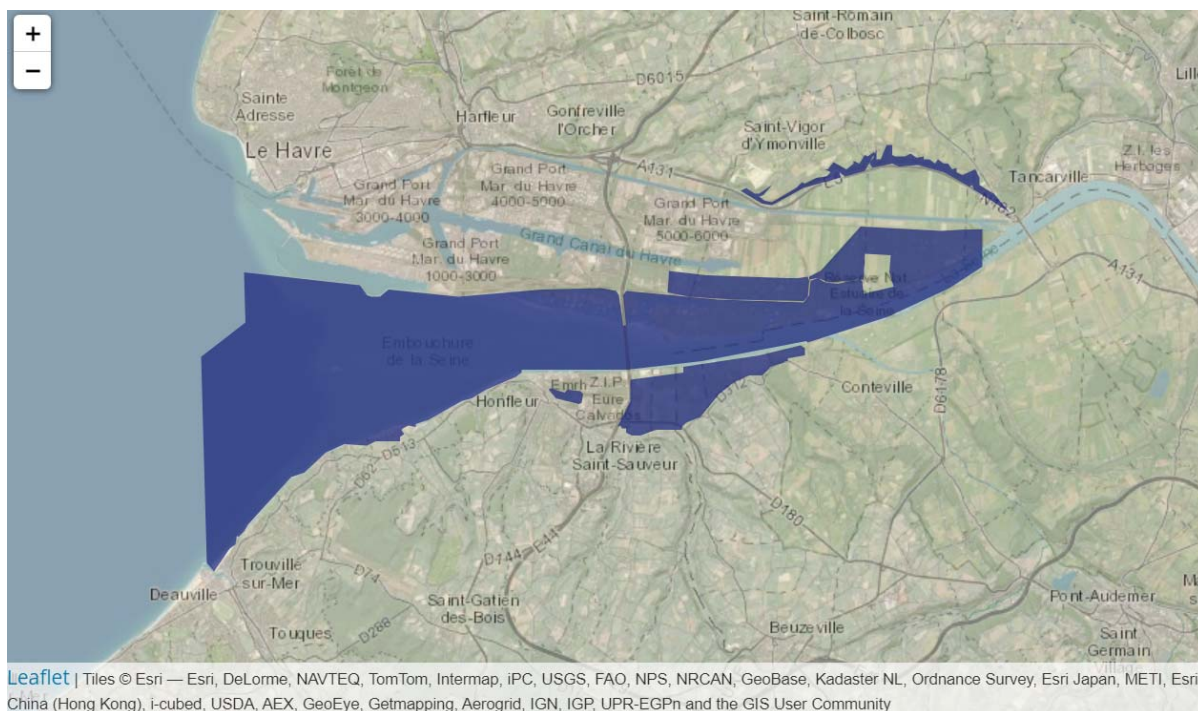 +
−
Saint-Romain
de-Colbosc
D6015
Forêt de
Montgeon
Sainte
Adresse
Harfleur
Gonfreville
l'Orcher
Saint-Vigor
d'Ymonville
Le Havre
A131
Z.I. les
Herbages
Tancarville
Grand Port
Mar. du Havre
3000-4000
Grand Port
Mar. du Havre
4000-5000
Grand Port
Mar. du Havre
5000-6000
N182
Grand Port
Mar. du Havre
1000-3000
Grand Canal du Havre
A131
Réserve Nat.
Estuaire de
la-Seine
Embouchure
de la Seine
Honfleur
Emrh
Z.I.P
Eure
Calvados
D312
Conteville
D6178
La Rivière
Saint-Sauveur
D62
D513
D180
D144
E44
Trouville
sur-Mer
D74
Deauville
Saint-Gatien
des-Bois
D288
Touques
Beuzeville
Pont-Audemer
Saint
Germain
Village
Leaflet | Tiles © Esri — Esri, DeLorme, NAVTEQ, TomTom, Intermap, iPC, USGS, FAO, NPS, NRCAN, GeoBase, Kadaster NL, Ordnance Survey, Esri Japan, METI, Esri
China (Hong Kong), i-cubed, USDA, AEX, GeoEye, Getmapping, Aerogrid, IGN, IGP, UPR-EGPn and the GIS User Community